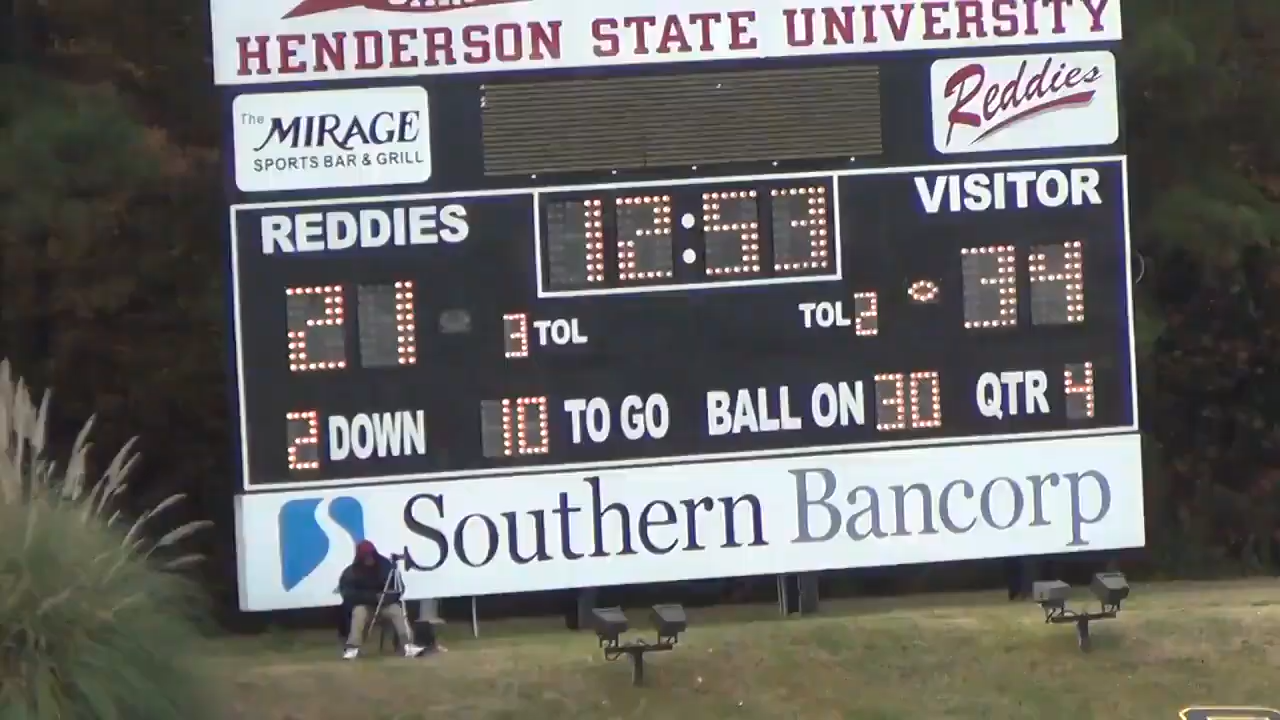 HENDERSON STATE UNIVERSITY
The MIRAGE
SPORTS BAR & GRILL
Reddies
REDDIES
12:53
VISITOR
21
3 TOL
TOL 2
34
2 DOWN
10 TO GO
BALL ON 30
QTR 4
Southern Bancorp